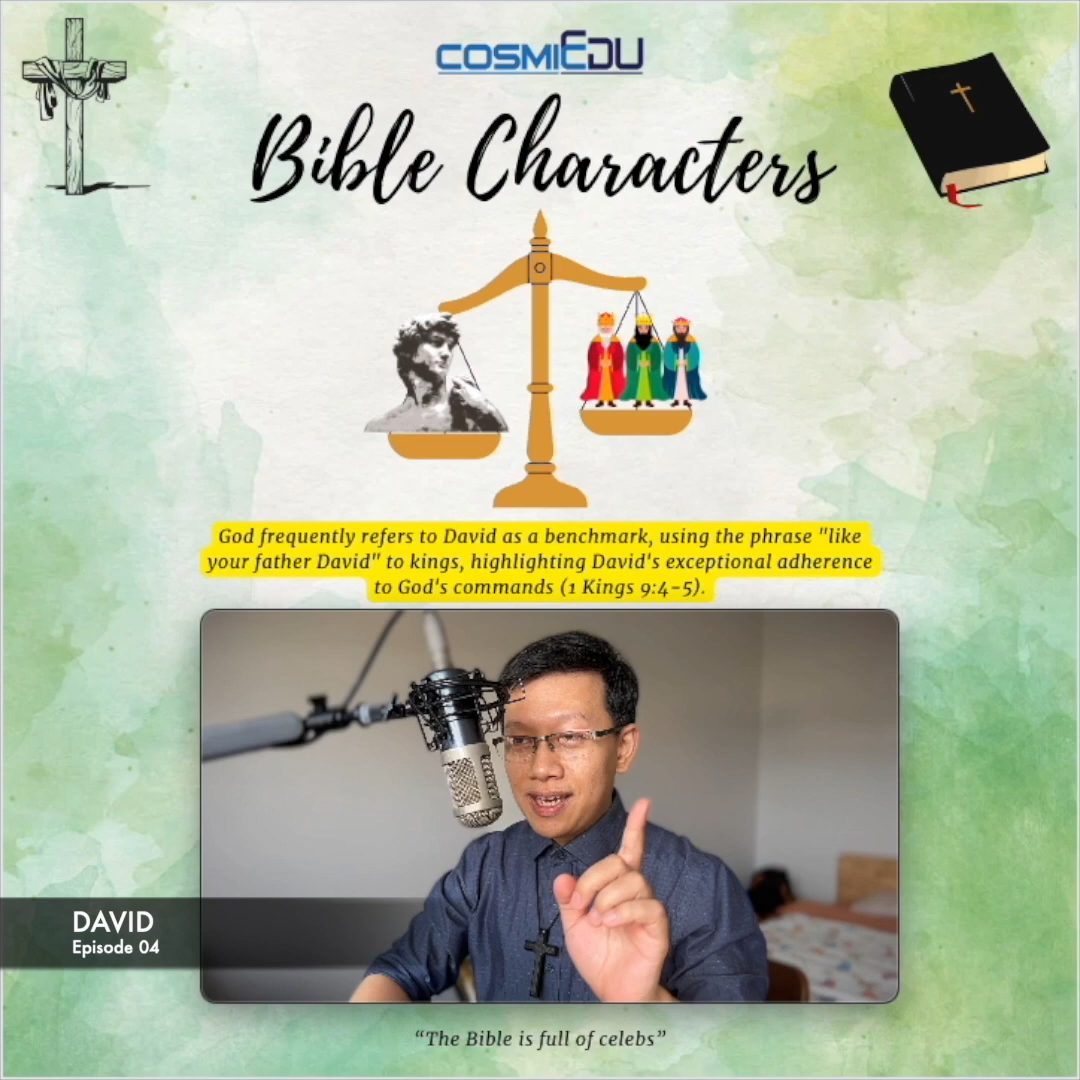 COSMIEDU
Bible Characters
God frequently refers to David as a benchmark, using the phrase "like
your father David" to kings, highlighting David's exceptional adherence
to God's commands (1 Kings 9:4-5).
DAVID
Episode 04
“The Bible is full of celebs”